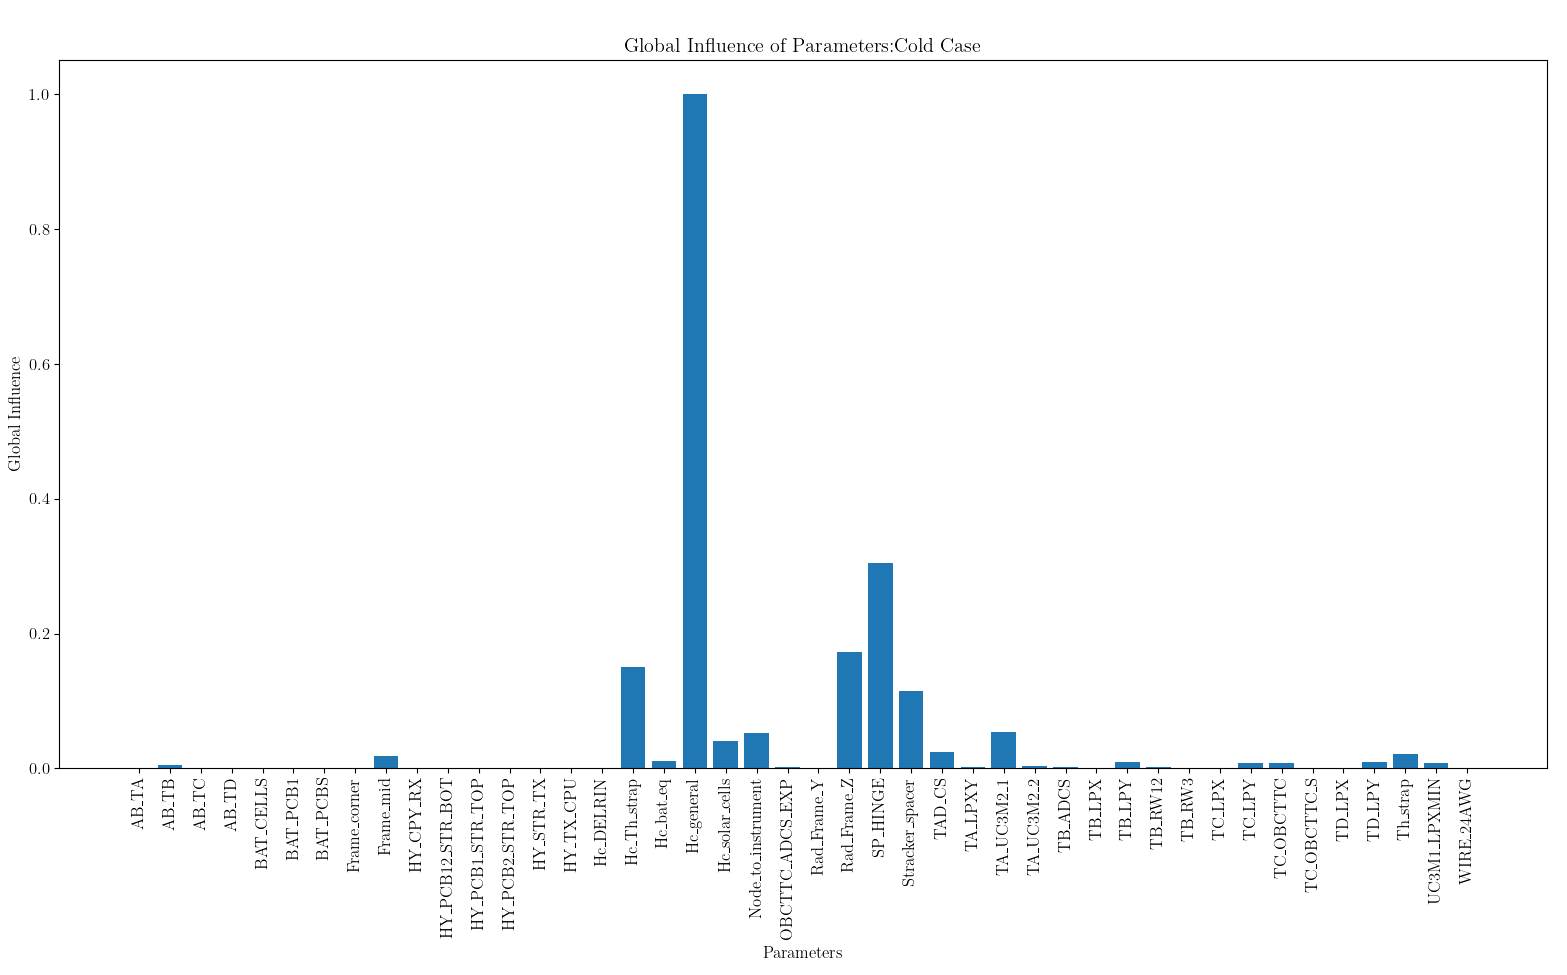 Global Influence of Parameters:Cold Case
Global Influence
1.0
0.8
0.6
0.4
0.2
0.0
AB_TA
AB_TB
AB_TC
AB_TD
BAT_CELLS
BAT_PCB1
BAT_PCBS
Frame_corner
Frame_mid
HY_CPY_RX
HY_PCB12_STR_BOT
HY_PCB1_STR_TOP
HY_PCB2_STR_TOP
HY_STR_TX
HY_TX_CPU
Hc_DELRIN
Hc_Th_strap
Hc_bat_eq
Hc_general
Hc_solar_cells
Node_to_instrument
OBCTTC_ADCS_EXP
Rad_Frame_Y
Rad_Frame_Z
SP_HINGE
Stracker_spacer
TAD_CS
TA_LPXY
TA_UC3M2_1
TA_UC3M2_2
TB_ADCS
TB_LPX
TB_LPY
TB_RW12
TB_RW3
TC_LPX
TC_LPY
TC_OBCTTC
TC_OBCTTC_S
TD_LPX
TD_LPY
Th_strap
UC3M1_LPXMIN
WIRE_24AWG
Parameters